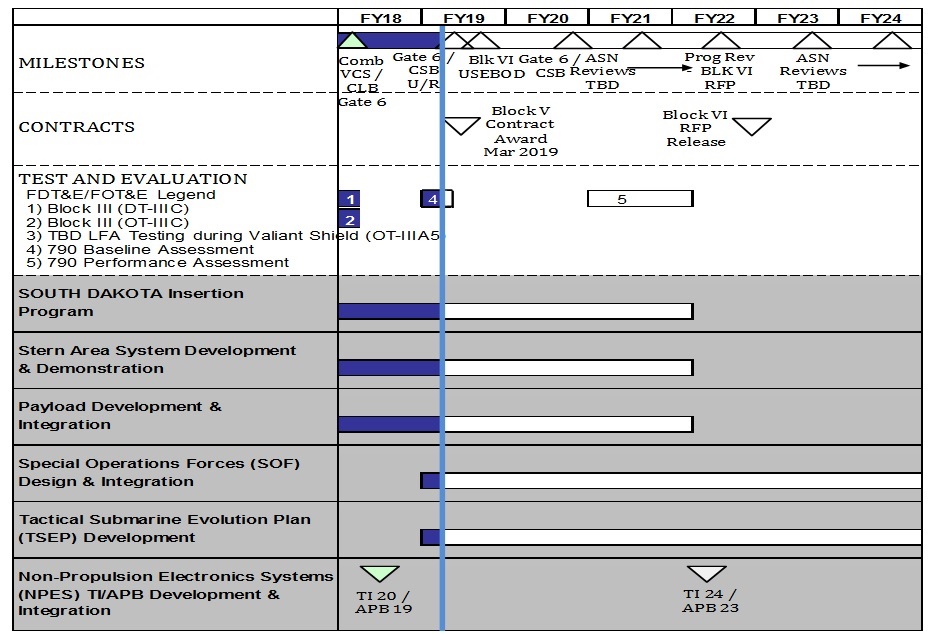 FY18 FY19 FY20 FY21 FY22 FY23 FY24
MILESTONES
Comb
VCS /
CLB
Gate 6
Gate 6 /
CSB
U/R
Blk VI
USEBOD
Gate 6 /
CSB
ASN
Reviews
TBD
Prog Rev
BLK VI
RFP
ASN
Reviews
TBD
CONTRACTS
Block V
Contract
Award
Mar 2019
Block VI
RFP
Release
TEST AND EVALUATION
FDT&E/FOT&E Legend
1) Block III (DT-IIIC)
2) Block III (OT-IIIC)
3) TBD LFA Testing during Valiant Shield (OT-IIIA5)
4) 790 Baseline Assessment
5) 790 Performance Assessment
1
2
4
5
SOUTH DAKOTA Insertion
Program
Stern Area System Development
& Demonstration
Payload Development &
Integration
Special Operations Forces (SOF)
Design & Integration
Tactical Submarine Evolution Plan
(TSEP) Development
Non-Propulsion Electronics Systems
(NPES) TI/APB Development &
Integration
TI 20 /
APB 19
TI 24 /
APB 23